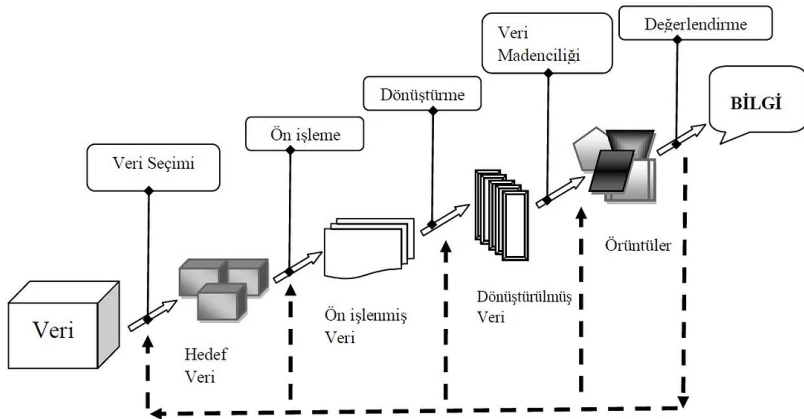 Veri Seçimi
Ön işleme
Dönüştürme
Veri
Madenciliği
Değerlendirme
BİLGİ
Veri
Hedef
Veri
Ön işlenmiş
Veri
Dönüştürülmüş
Veri
Örüntüler